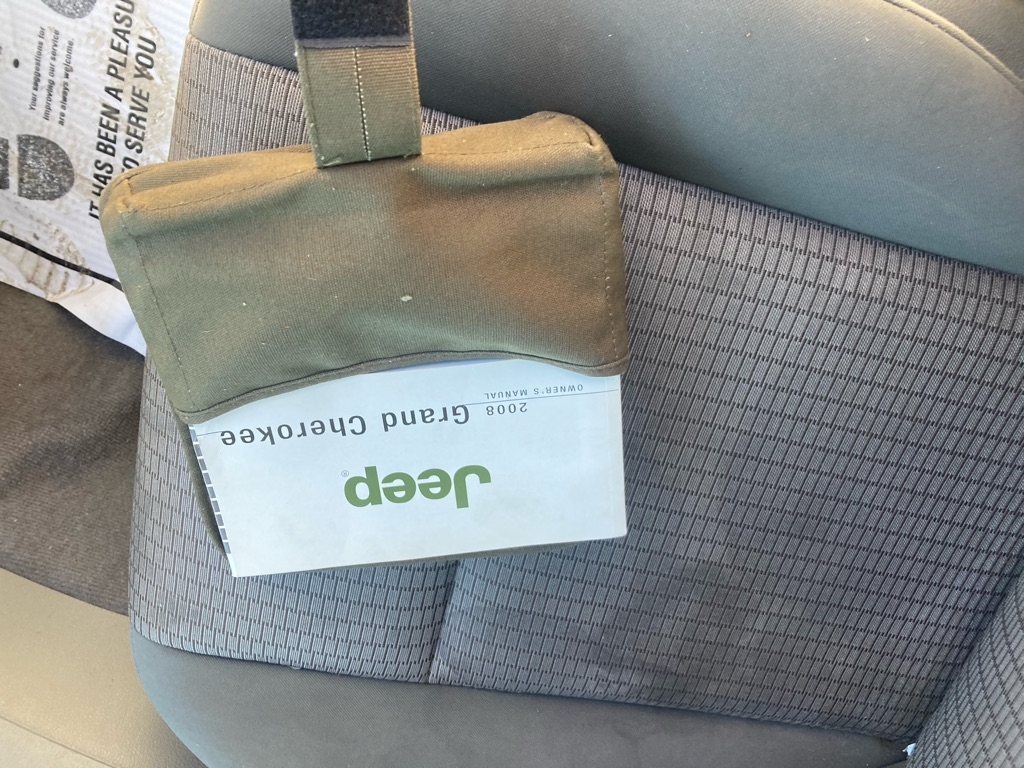 Your suggestions for
improving our service
are always welcome.
IT HAS BEEN A PLEASU
TO SERVE YOU
Jeep®
2008 Grand Cherokee
OWNER'S MANUAL